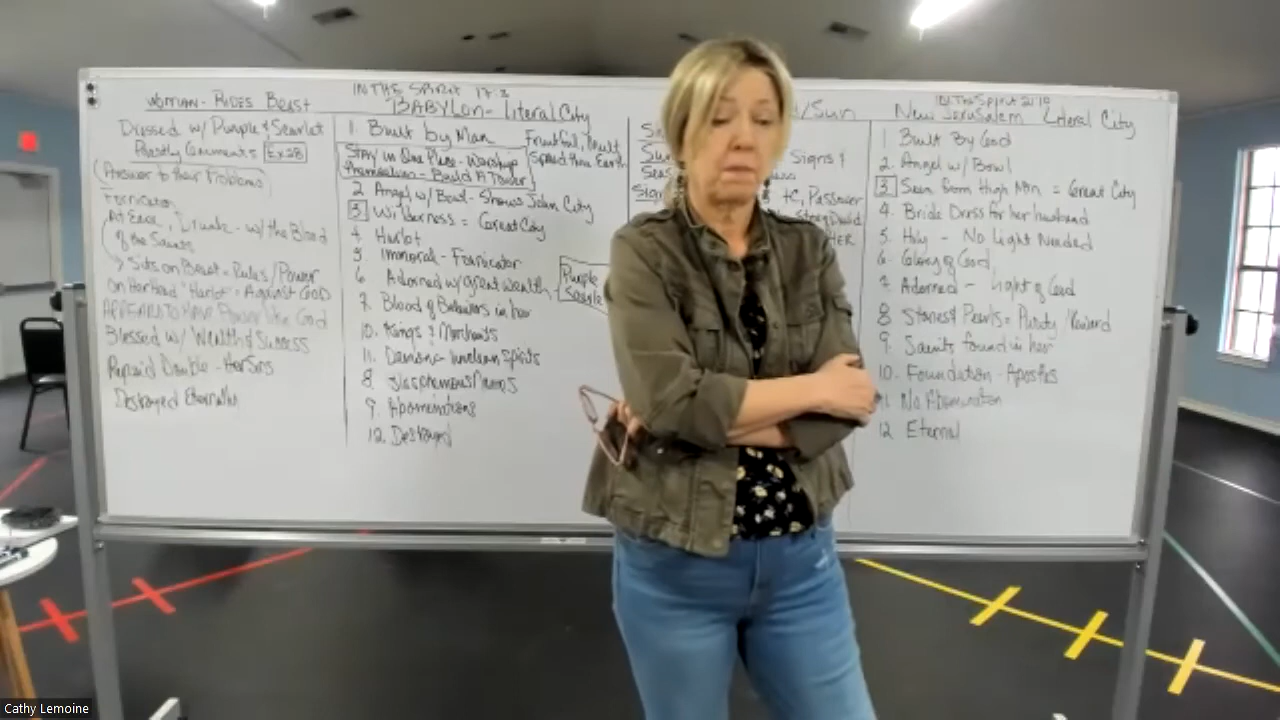 WOMAN - RIDES BEAST
Dressed w/ Purple & Scarlet
Priestly Garments Ex 28
(Answer to their Problems)
Fornicator
At Ease, Drunk - w/ the Blood
of the Saints
→ Sits on Beast - Rules/Power
on Her Head "Harlot" - Against GOD
APPEARED to Have Power like God
Blessed w/ Wealth & Success
Repaid Double - Her Sins
Destroyed Eternally
IN THE SPIRIT 17:3
BABYLON - Literal City
1. Built by Man
Fruitful, Mult
Spread thru Earth
Stay in One Place - Worship
Themselves - Build A Tower
2 Angel w/ Bowl - Shows John City
3 Wilderness = Great City
4. Harlot
5. Immoral - Fornicator
6 Adorned w/ great wealth
Purple
7. Blood of Believers in her
10. Kings & Merchants
11. Demons - Unclean Spirits
8. Blasphemous Names
9. Abominations
12. Destroyed
/Sun
Signs &
TC, Passover
HER
IN The Spirit 21:10
New Jerusalem Literal City
1. Built By God
2. Angel w/ Bowl
3 Seen from High Mtn = Great City
4. Bride Dress for her husband
5. Holy - No Light Needed
6. Glory of God
7. Adorned - Light of God
8 Stones & Pearls = Purity/Reward
9. Saints found in her
10. Foundation - Apostles
11 No Abomination
12 Eternal
Cathy Lemoine